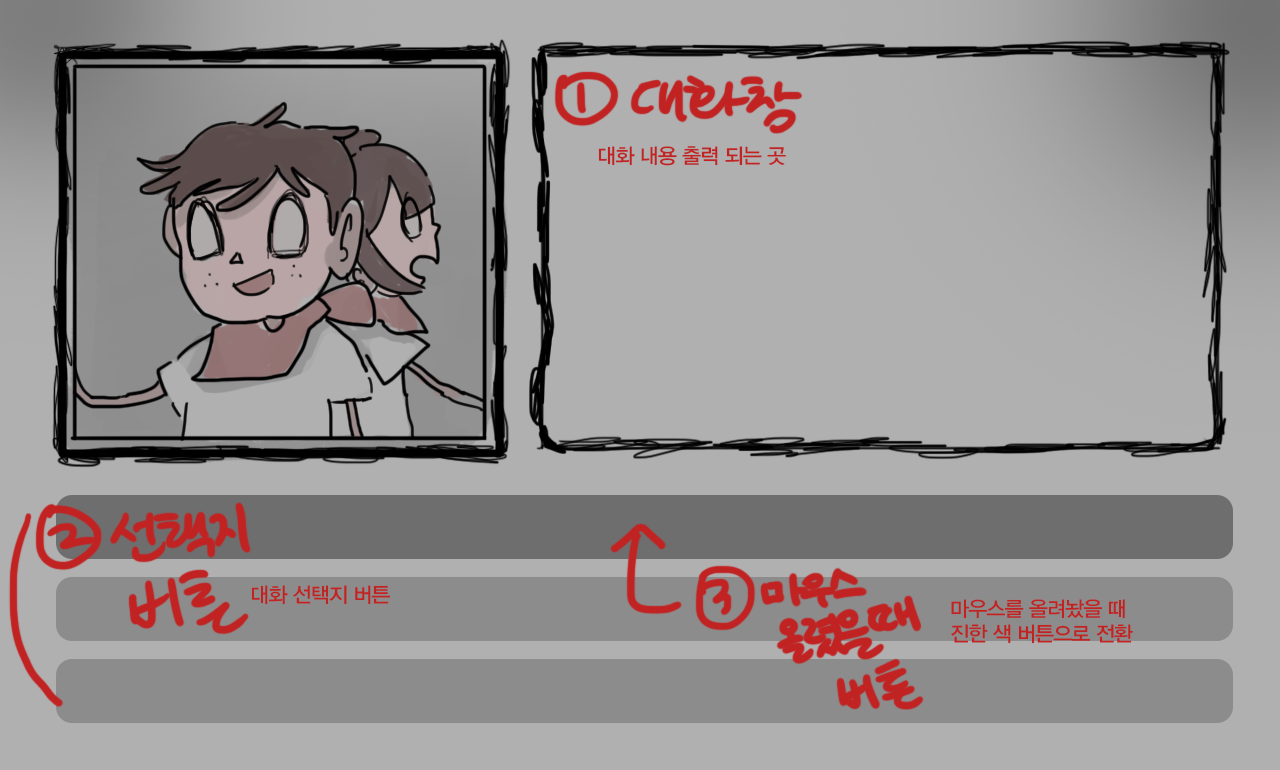 ① 대화창
대화 내용 출력 되는 곳
② 선택지
버튼
대화 선택지 버튼
③ 마우스
올렸을때
버튼
마우스를 올려놨을 때
진한 색 버튼으로 전환